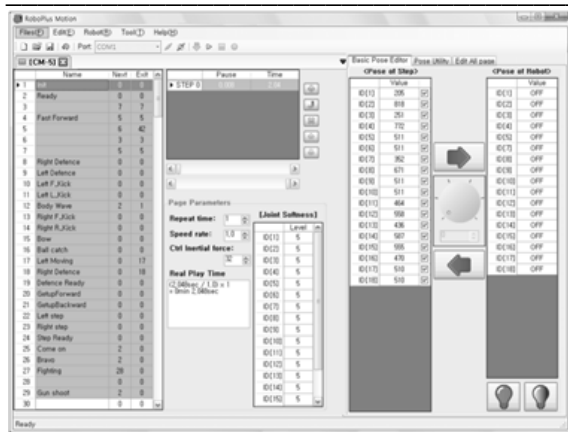 RoboPlus Motion
Files(F) Edit(E) Robot(R) Tool(T) Help(H)
Port: COM1
[CM-5]
Name Next Exit
1 Init 0 0
2 Ready 0 0
3 7 7
4 Fast Forward 5 5
5 6 42
6 3 3
7 5 5
8 Right Defence 0 0
9 Left Defence 0 0
10 Left F_Kick 0 0
11 Left L_Kick 0 0
12 Body Wave 2 1
13 Right F_Kick 0 0
14 Right R_Kick 0 0
15 Bow 0 0
16 Ball catch 0 0
17 Left Moving 0 17
18 Right Defence 0 18
19 Defence Ready 0 0
20 GetupForward 0 0
21 GetupBackward 0 0
22 Left step 0 0
23 Right step 0 0
24 Step Ready 0 0
25 Come on 2 0
26 Bravo 2 0
27 Fighting 28 0
28 0 0
29 Gun shoot 2 0
30 0 0
Pause Time
STEP 0
Page Parameters
Repeat time: 1
Speed rate: 1,0
Ctrl Inertial force:
32
Real Play Time
(2,048sec / 1,0) x 1
= 0min 2,048sec
[Joint Softness]
Level
ID[1] 5
ID[2] 5
ID[3] 5
ID[4] 5
ID[5] 5
ID[6] 5
ID[7] 5
ID[8] 5
ID[9] 5
ID[10] 5
ID[11] 5
ID[12] 5
ID[13] 5
ID[14] 5
ID[15] 5
Basic Pose Editor Pose Utility Edit All page
<Pose of Step>
Value
ID[1] 205
ID[2] 818
ID[3] 251
ID[4] 772
ID[5] 511
ID[6] 511
ID[7] 352
ID[8] 671
ID[9] 511
ID[10] 511
ID[11] 464
ID[12] 558
ID[13] 436
ID[14] 587
ID[15] 555
ID[16] 470
ID[17] 510
ID[18] 510
<Pose of Robot>
Value
ID[1] OFF
ID[2] OFF
ID[3] OFF
ID[4] OFF
ID[5] OFF
ID[6] OFF
ID[7] OFF
ID[8] OFF
ID[9] OFF
ID[10] OFF
ID[11] OFF
ID[12] OFF
ID[13] OFF
ID[14] OFF
ID[15] OFF
ID[16] OFF
ID[17] OFF
ID[18] OFF
Ready